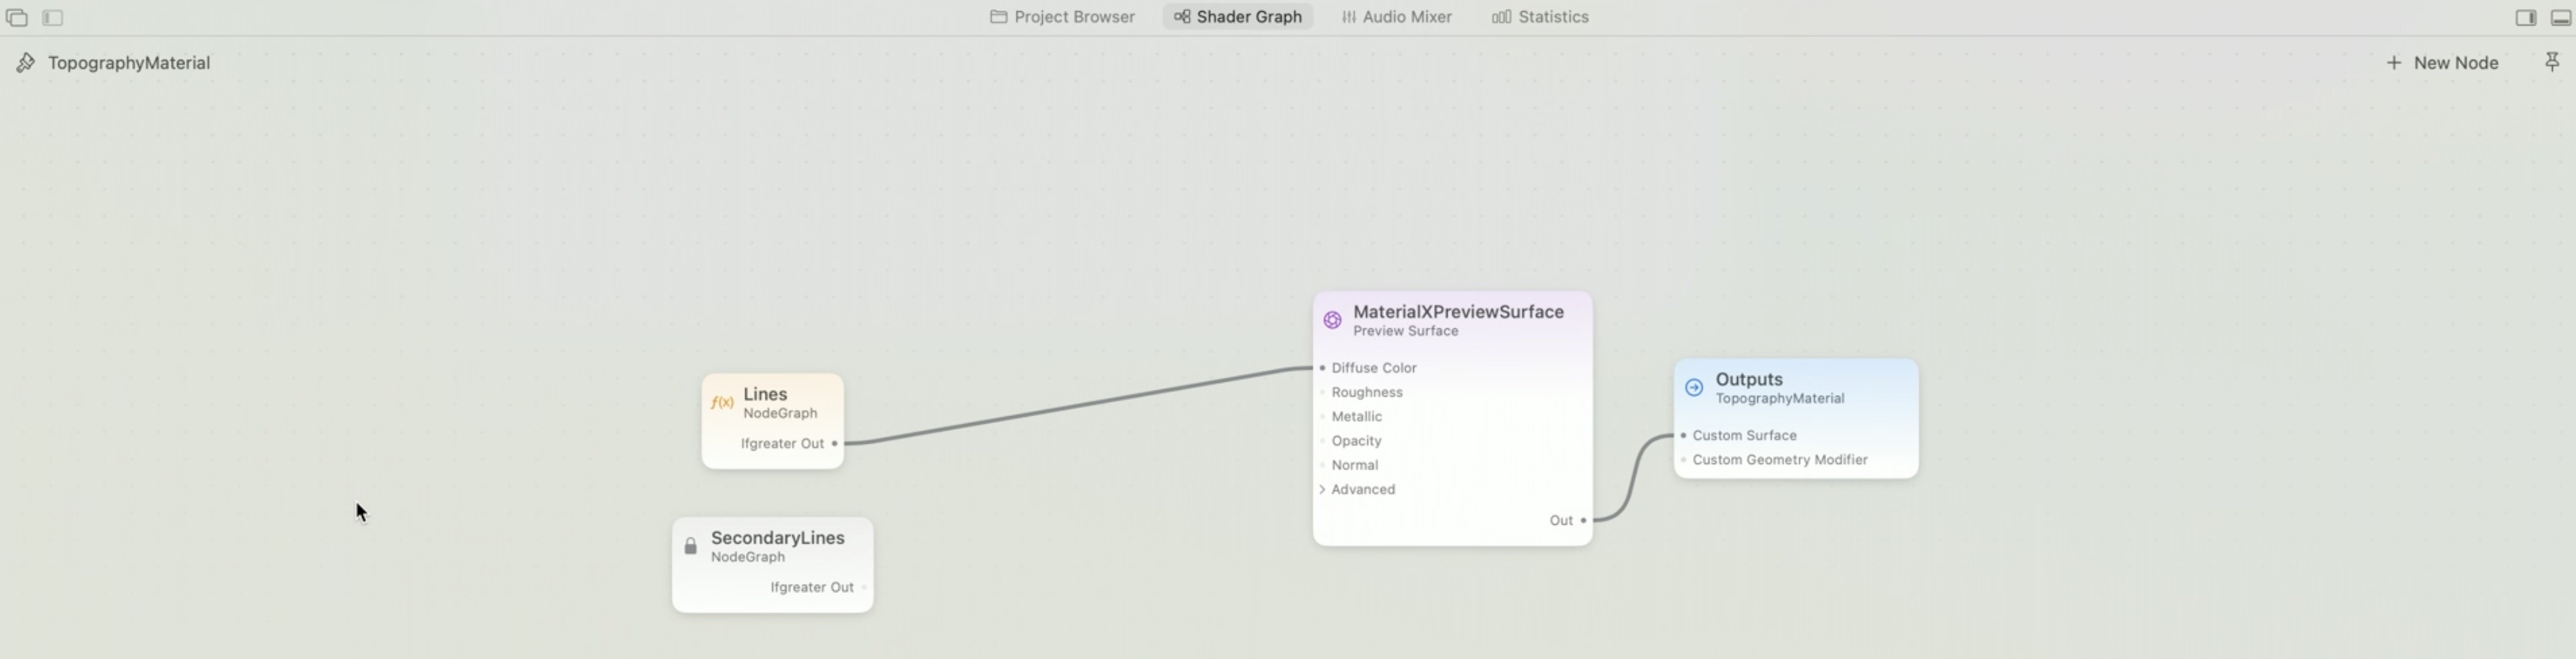 Project Browser
Shader Graph
Audio Mixer
Statistics
TopographyMaterial
New Node
MaterialXPreviewSurface
Preview Surface
Diffuse Color
Roughness
Metallic
Opacity
Normal
Advanced
Out
Outputs
TopographyMaterial
Custom Surface
Custom Geometry Modifier
f(x)
Lines
NodeGraph
Ifgreater Out
SecondaryLines
NodeGraph
Ifgreater Out